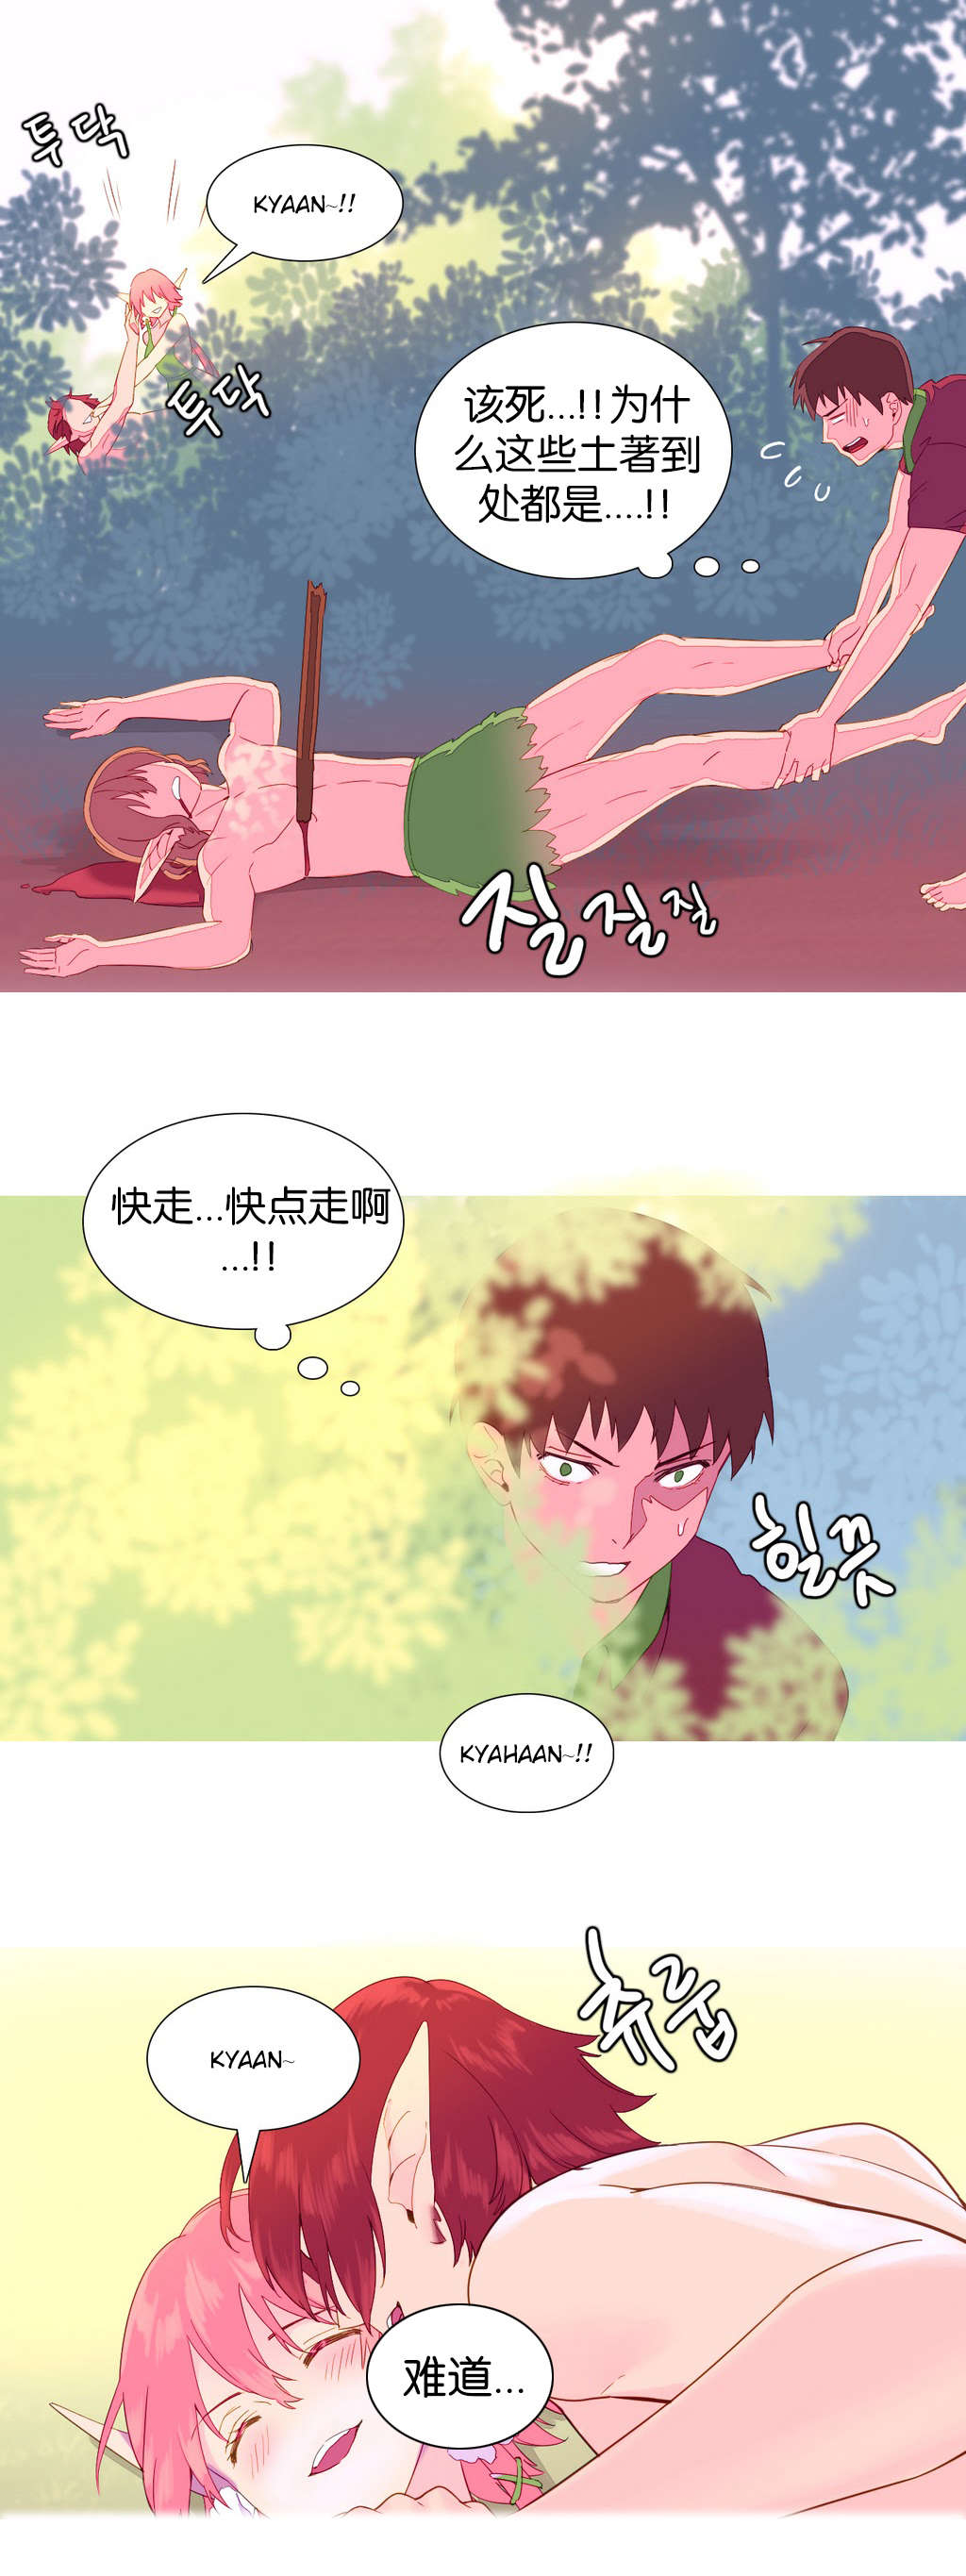 투닥
KYAAN~!!
투닥
该死...!!为什
么这些土著到
处都是....!!
질질질
快走...快点走啊
...!!
힐끗
KYAHAAN~!!
츄릅
KYAAN~
难道...